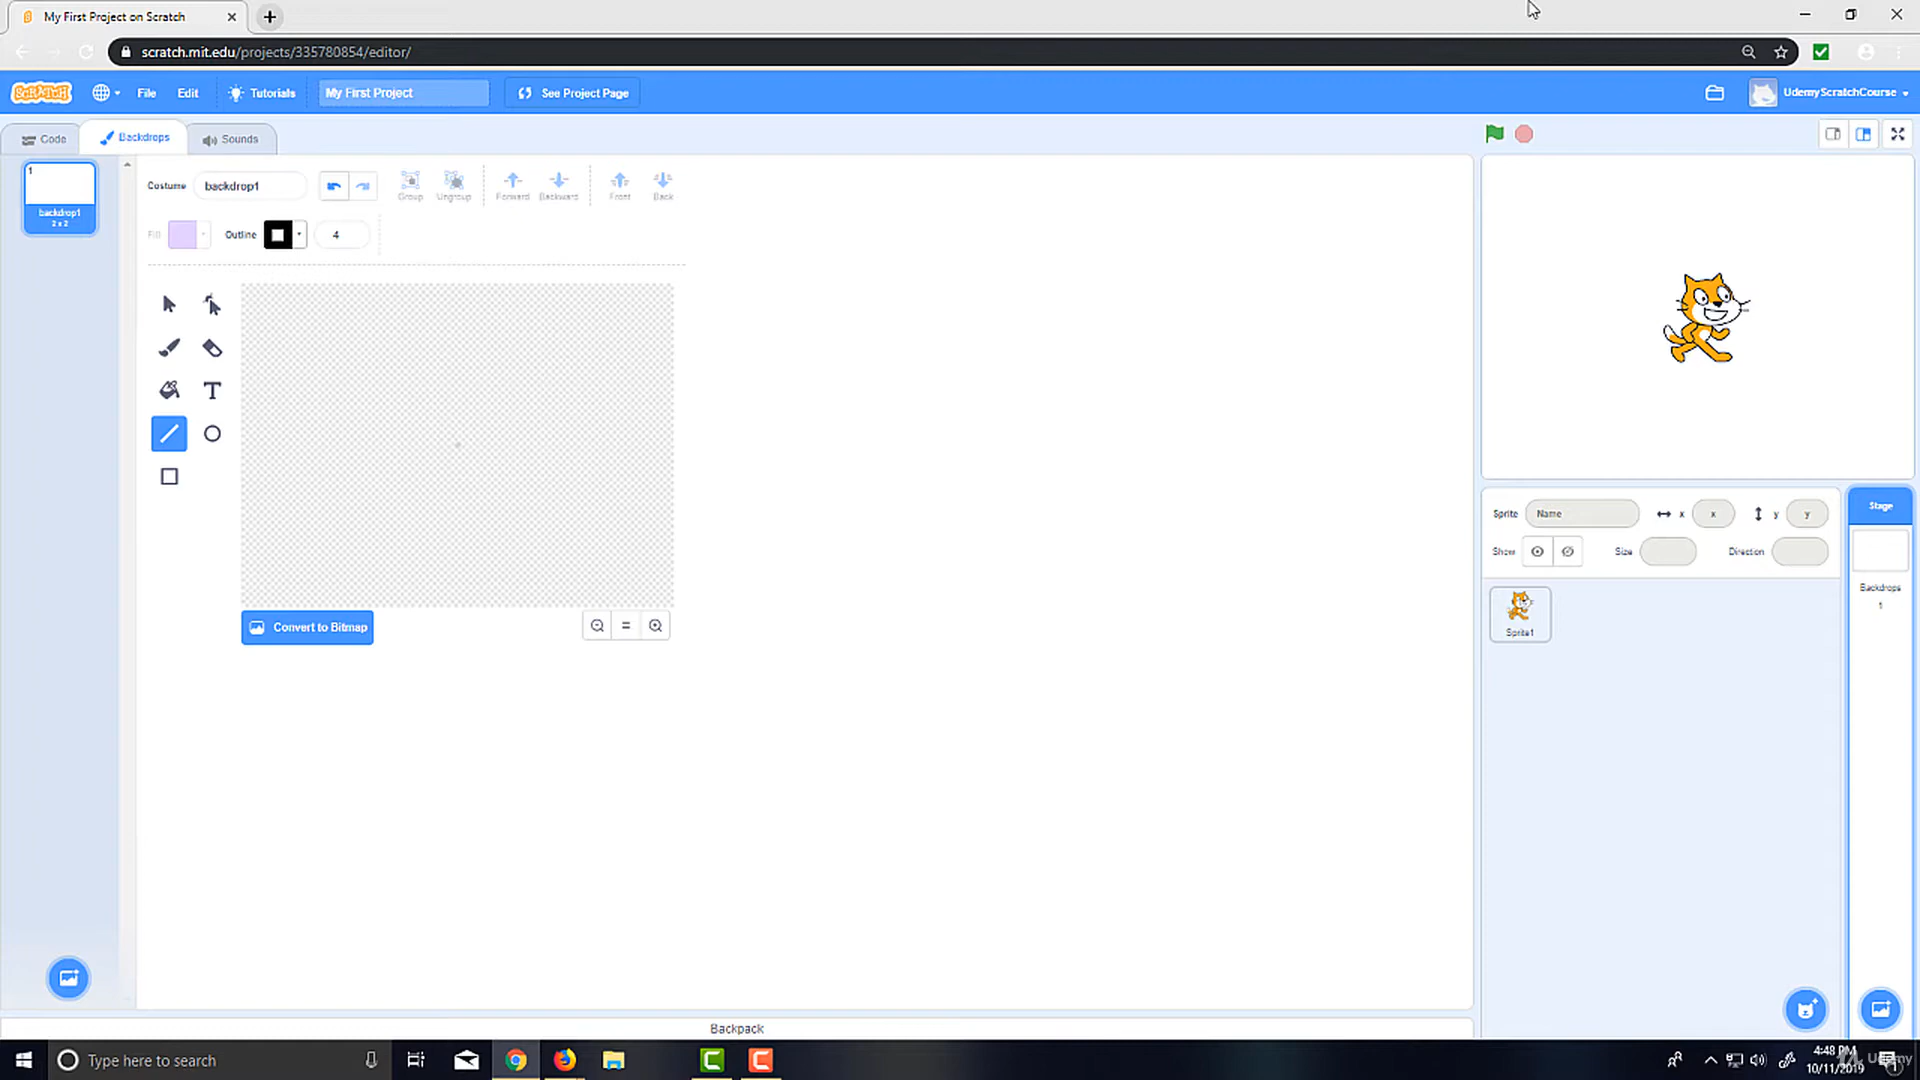 My First Project on Scratch
scratch.mit.edu/projects/335780854/editor/
SCRATCH
File
Edit
Tutorials
My First Project
See Project Page
UdemyScratchCourse
Code
Backdrops
Sounds
1
backdrop1
2 x 2
Costume
backdrop1
Group
Ungroup
Forward
Backward
Front
Back
Fill
Outline
4
T
Convert to Bitmap
Sprite
Name
x
x
y
y
Show
Size
Direction
Sprite1
Stage
Backdrops
1
Backpack
Type here to search
4:48 PM
10/11/2019
Udemy